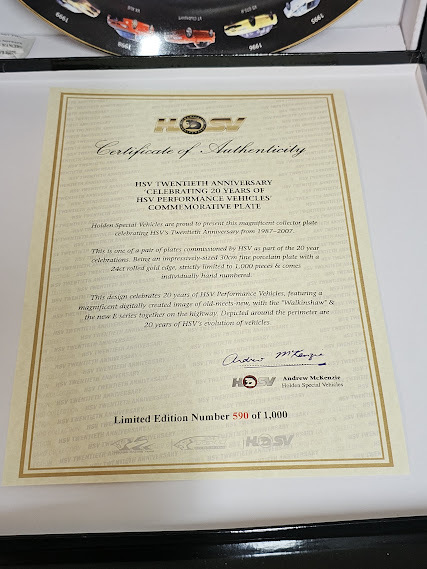 1990
1995
1996
1999
HSV
Certificate of Authenticity
HSV TWENTIETH ANNIVERSARY
'CELEBRATING 20 YEARS OF
HSV PERFORMANCE VEHICLES'
COMMEMORATIVE PLATE
Holden Special Vehicles are proud to present this magnificent collector plate
celebrating HSV's Twentieth Anniversary from 1987~2007.
This is one of a pair of plates commissioned by HSV as part of the 20 year
celebrations. Being an impressively-sized 30cm fine porcelain plate with a
24ct rolled gold edge, strictly limited to 1,000 pieces & comes
individually hand numbered.
This design celebrates 20 years of HSV Performance Vehicles, featuring a
magnificent digitally created image of old-meets-new, with the "Walkinshaw" &
the new E series together on the highway. Depicted around the perimeter are
20 years of HSV's evolution of vehicles.
Andrew McKenzie
HSV
Andrew McKenzie
Holden Special Vehicles
Limited Edition Number 590 of 1,000
HSV